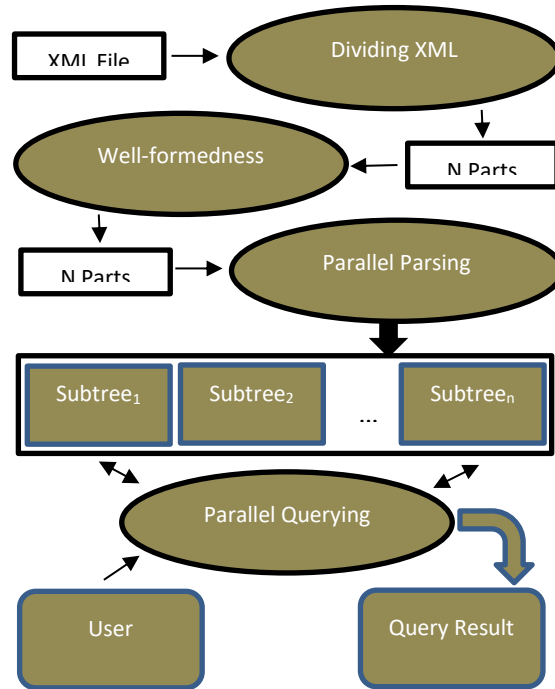 XML File
Dividing XML
Well-formedness
N Parts
N Parts
Parallel Parsing
Subtree1
Subtree2
...
Subtreen
Parallel Querying
User
Query Result